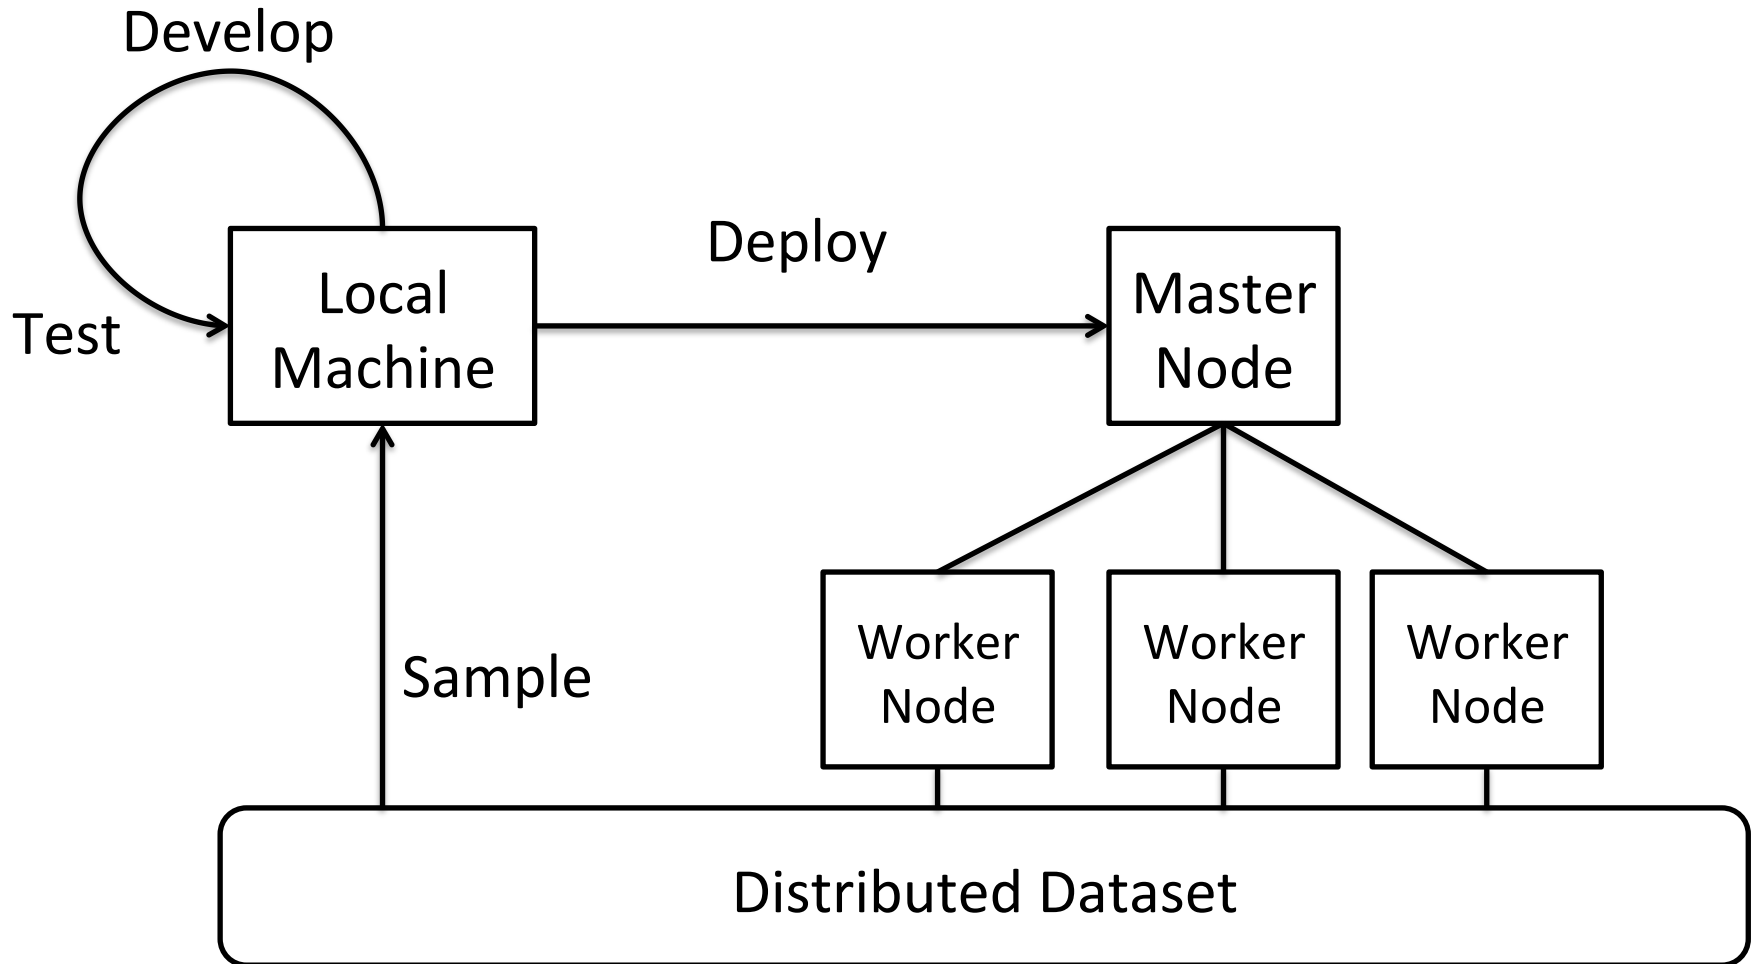 Develop
Deploy
Local
Machine
Master
Node
Test
Worker
Node
Worker
Node
Worker
Node
Sample
Distributed Dataset